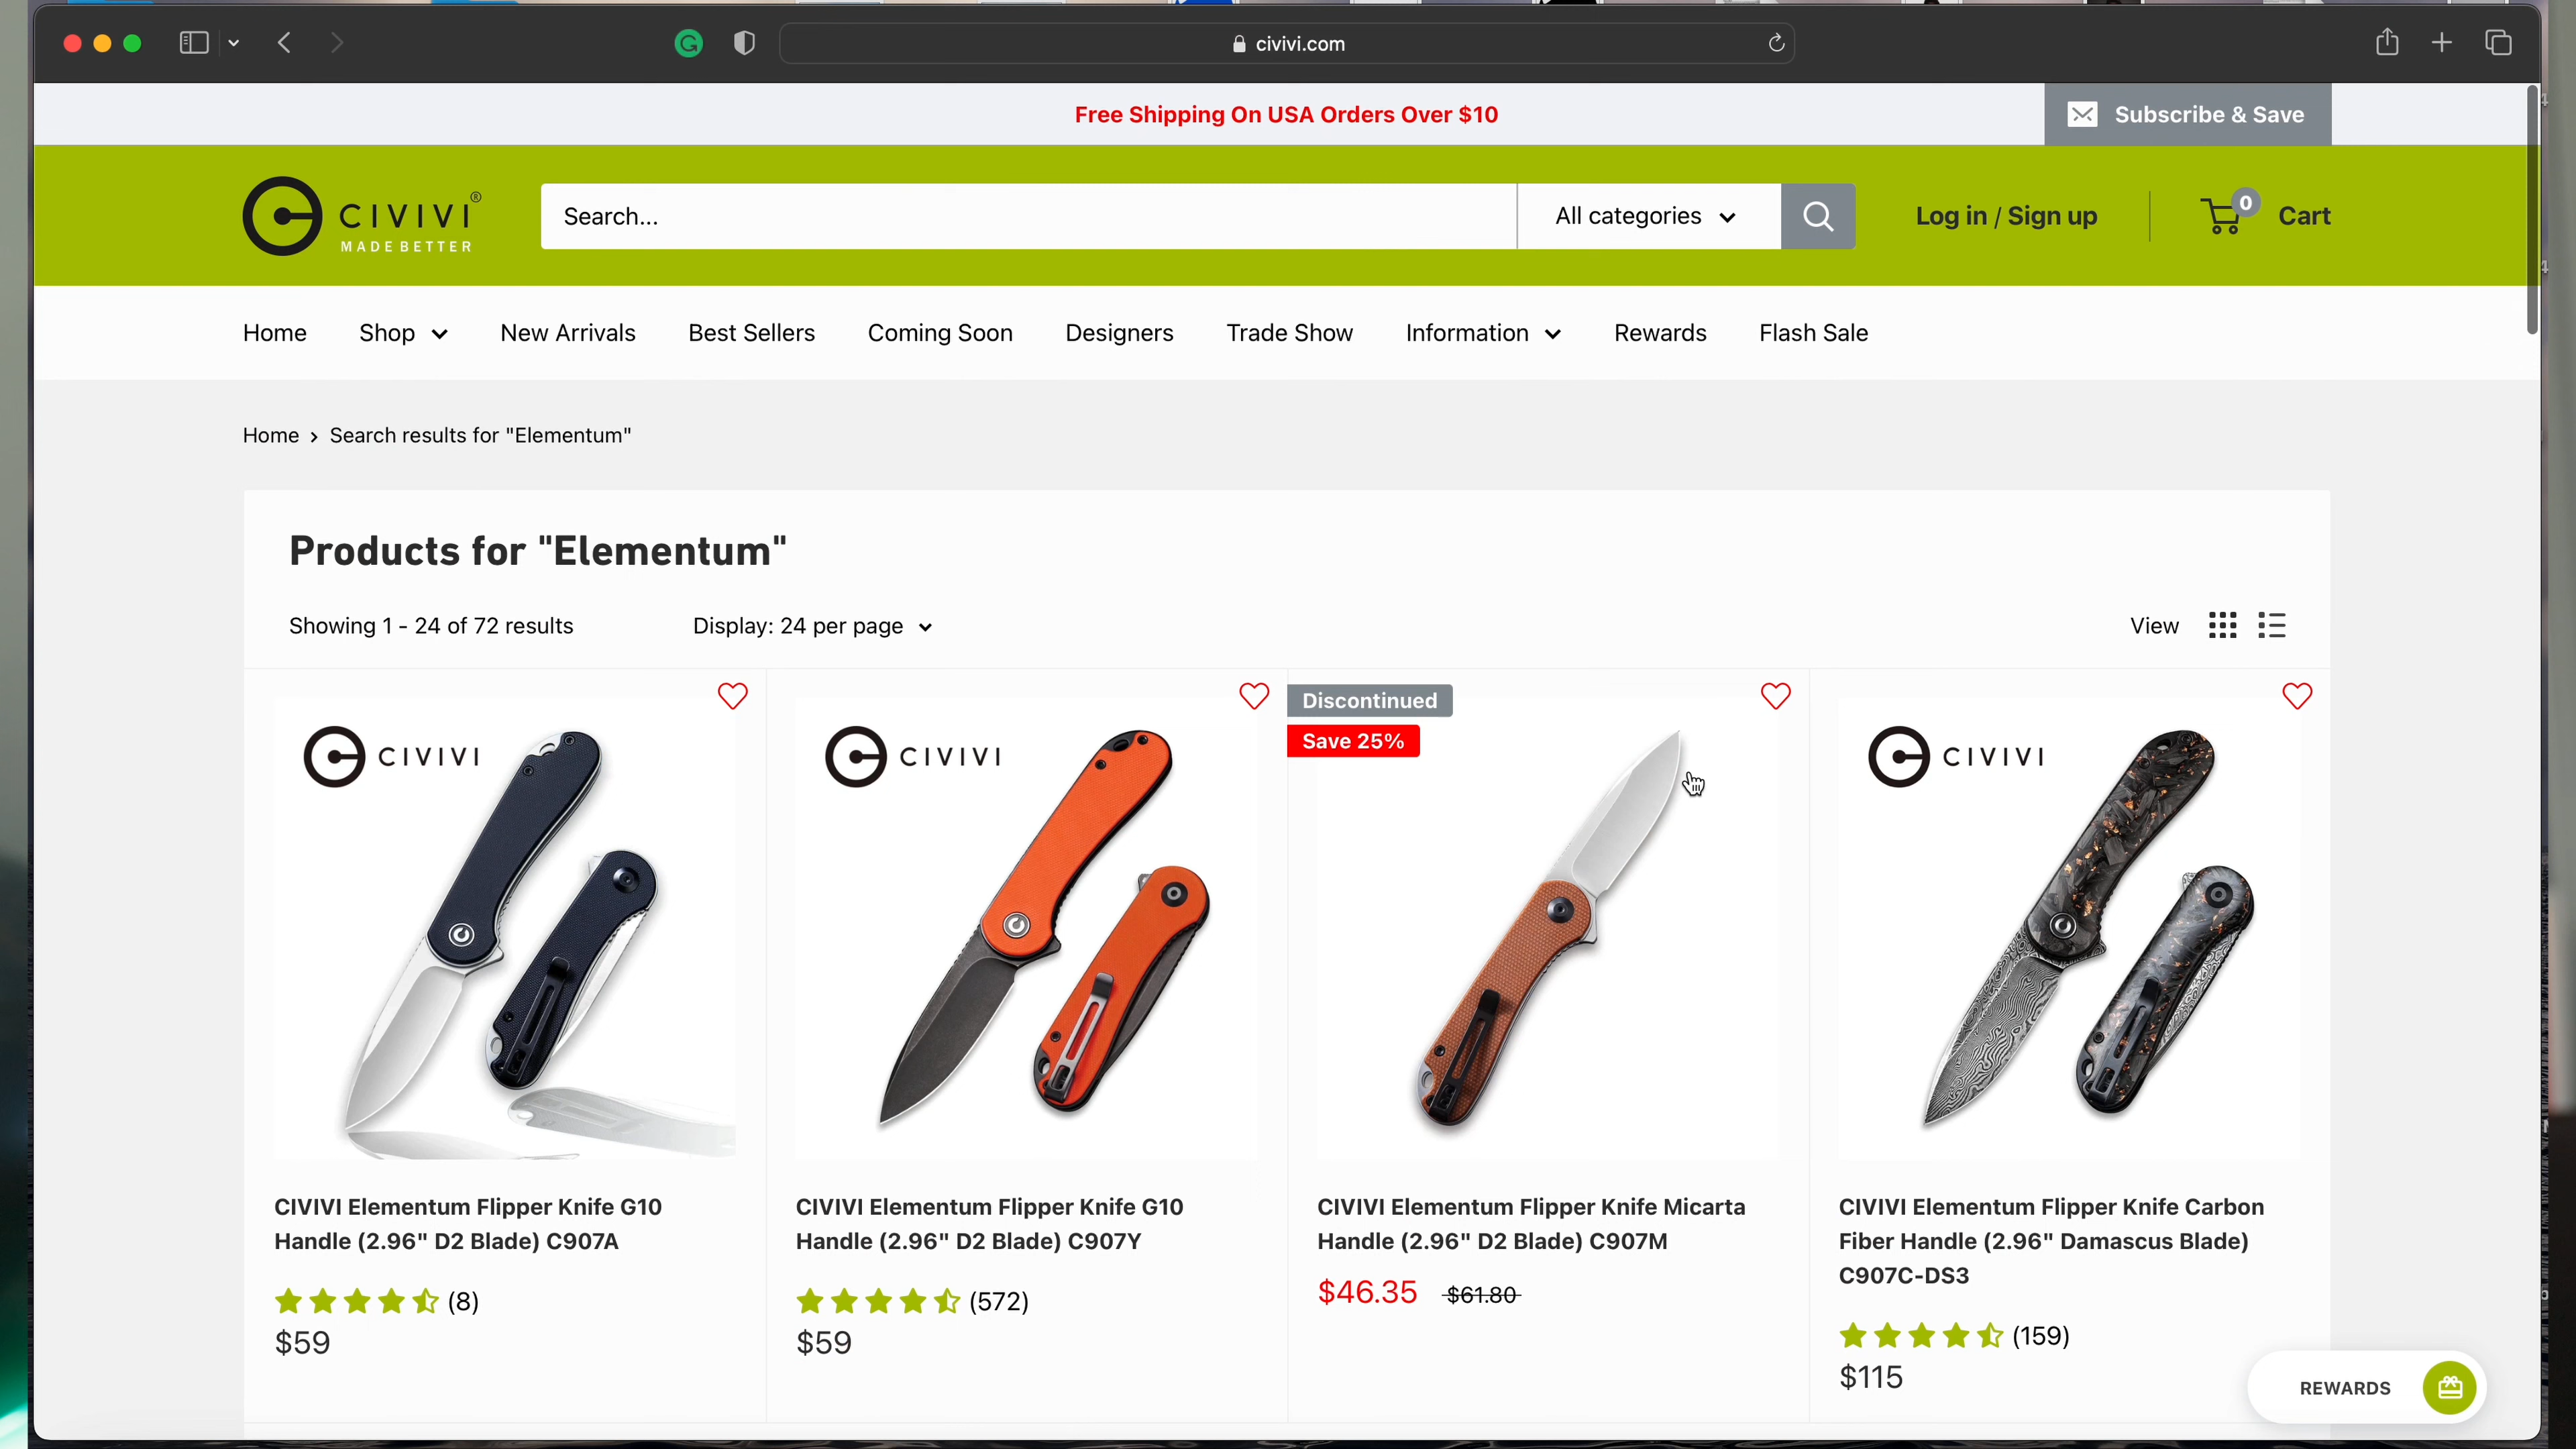 civivi.com
Free Shipping On USA Orders Over $10
Subscribe & Save
CIVIVI®
MADE BETTER
Search...
All categories
Log in / Sign up
0
Cart
Home
Shop
New Arrivals
Best Sellers
Coming Soon
Designers
Trade Show
Information
Rewards
Flash Sale
Home › Search results for "Elementum"
Products for "Elementum"
Showing 1 - 24 of 72 results
Display: 24 per page
View
CIVIVI
CIVIVI Elementum Flipper Knife G10
Handle (2.96" D2 Blade) C907A
(8)
$59
CIVIVI
CIVIVI Elementum Flipper Knife G10
Handle (2.96" D2 Blade) C907Y
(572)
$59
Discontinued
Save 25%
CIVIVI Elementum Flipper Knife Micarta
Handle (2.96" D2 Blade) C907M
$46.35 $61.80
CIVIVI
CIVIVI Elementum Flipper Knife Carbon
Fiber Handle (2.96" Damascus Blade)
C907C-DS3
(159)
$115
REWARDS